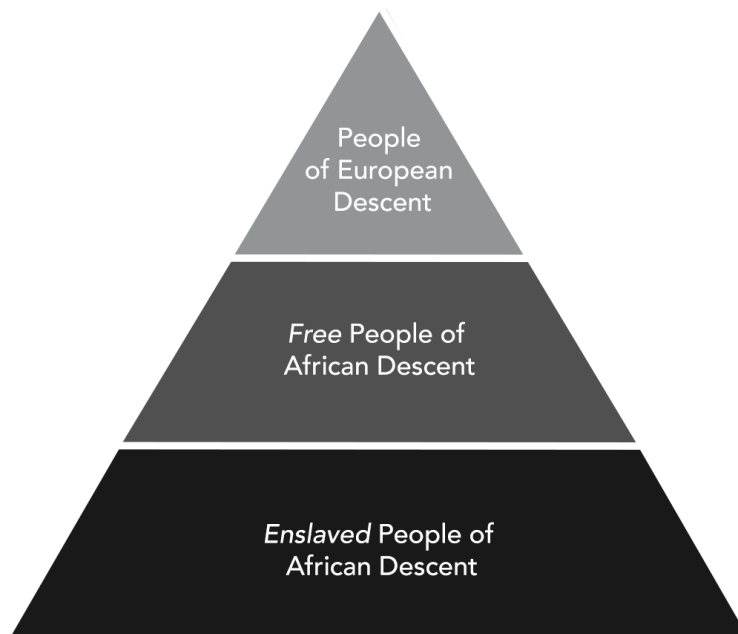 People
of European
Descent
Free People of
African Descent
Enslaved People of
African Descent